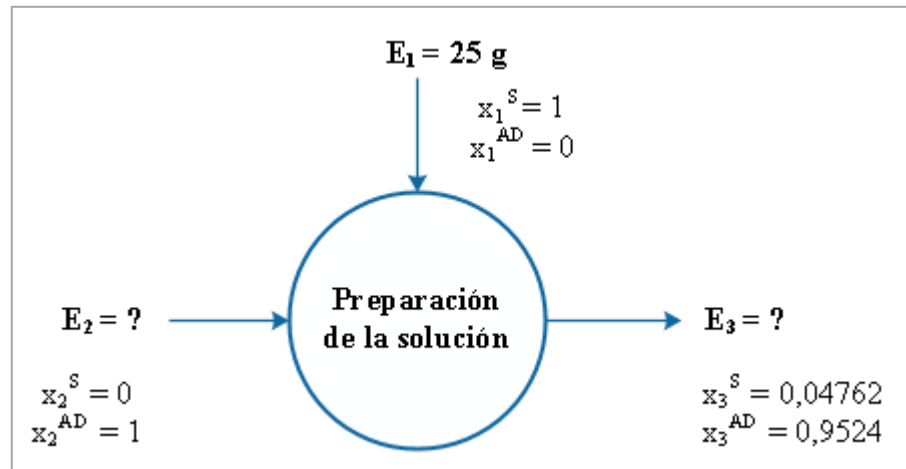 E₁ = 25 g
x₁ˢ = 1
x₁ᴬᴰ = 0
Preparación
de la solución
E₂ = ?
x₂ˢ = 0
x₂ᴬᴰ = 1
E₃ = ?
x₃ˢ = 0,04762
x₃ᴬᴰ = 0,9524